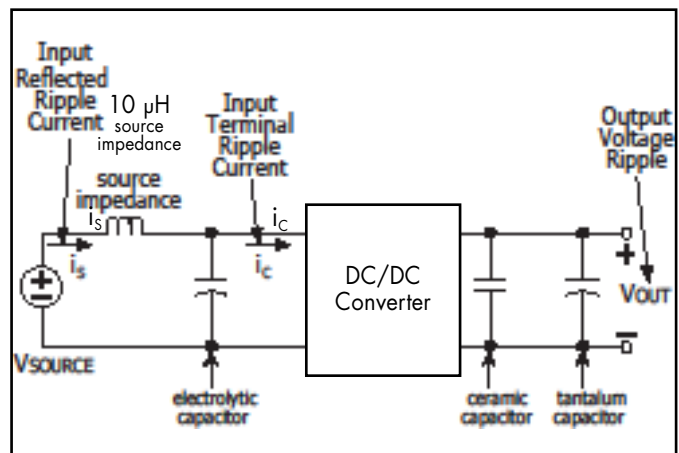 Input
Reflected
Ripple
Current
10 µH
source
impedance
source
impedance
Input
Terminal
Ripple
Current
Output
Voltage
Ripple
iS
iC
iS
iC
DC/DC
Converter
+
VOUT
−
VSOURCE
electrolytic
capacitor
ceramic
capacitor
tantalum
capacitor